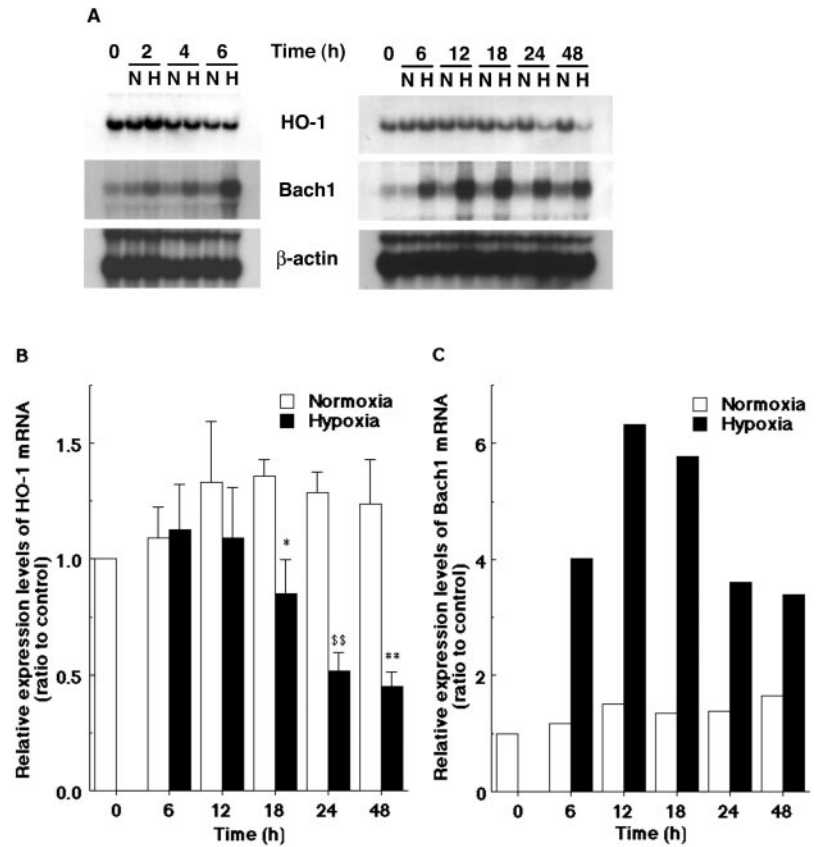 A
0 2 4 6 Time (h) 0 6 12 18 24 48
N H N H N H N H N H N H N H N H
HO-1
Bach1
β-actin
B
Relative expression levels of HO-1 mRNA
(ratio to control)
Normoxia
Hypoxia
1.5
1.0
0.5
0.0
*
$$
**
0 6 12 18 24 48
Time (h)
C
Relative expression levels of Bach1 mRNA
(ratio to control)
Normoxia
Hypoxia
6
4
2
0
0 6 12 18 24 48
Time (h)